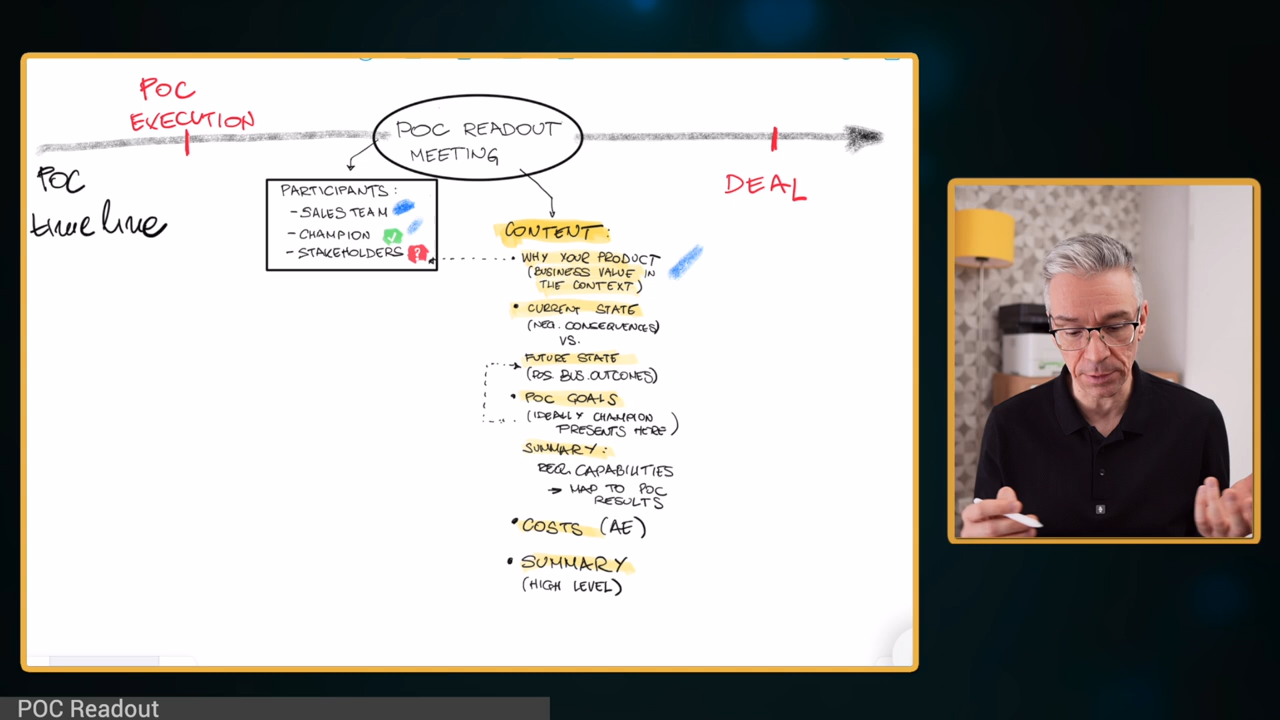 POC
EXECUTION
POC READOUT
MEETING
POC
timeline
DEAL
PARTICIPANTS:
- SALES TEAM
- CHAMPION
- STAKEHOLDERS ?
CONTENT:
• WHY YOUR PRODUCT
(BUSINESS VALUE IN
THE CONTEXT)
• CURRENT STATE
(NEG. CONSEQUENCES)
VS.
FUTURE STATE
(POS. BUS. OUTCOMES)
• POC GOALS
(IDEALLY CHAMPION
PRESENTS HERE)
SUMMARY:
REQ. CAPABILITIES
→ MAP TO POC
RESULTS
• COSTS (AE)
• SUMMARY
(HIGH LEVEL)
POC Readout